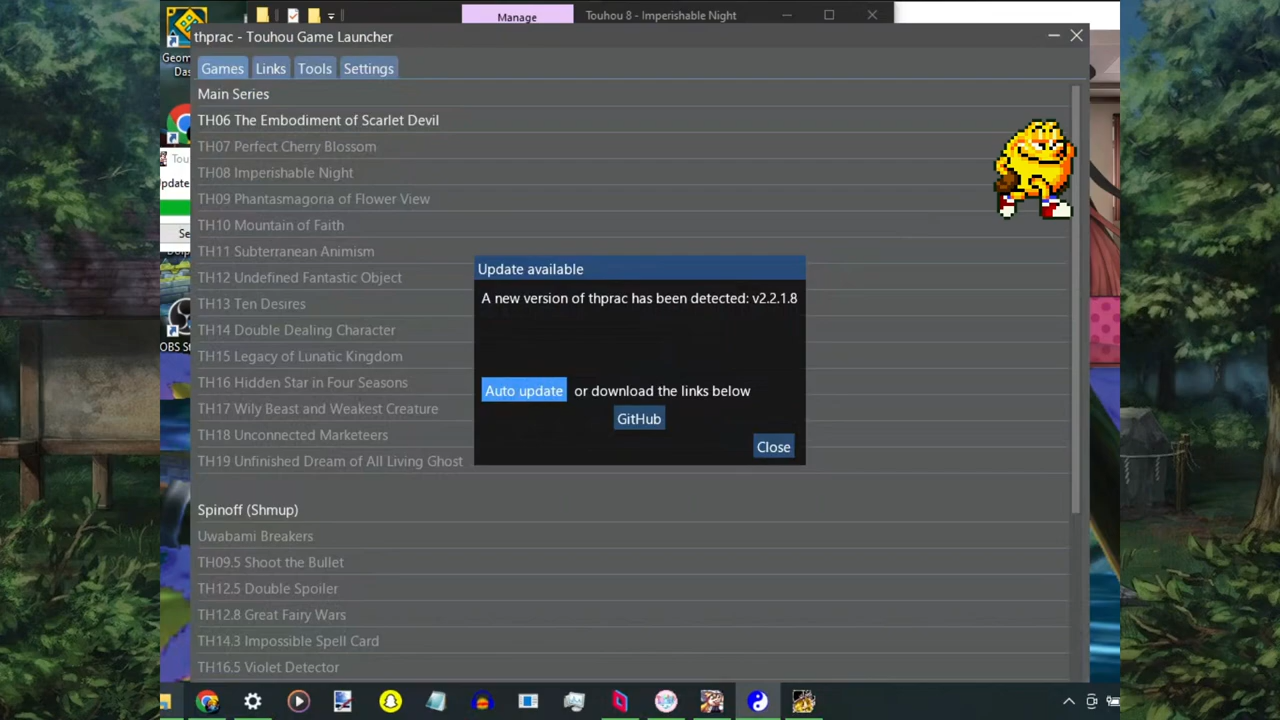 Manage
Touhou 8 - Imperishable Night
thprac - Touhou Game Launcher
Games Links Tools Settings
Main Series
TH06 The Embodiment of Scarlet Devil
TH07 Perfect Cherry Blossom
TH08 Imperishable Night
TH09 Phantasmagoria of Flower View
TH10 Mountain of Faith
TH11 Subterranean Animism
TH12 Undefined Fantastic Object
TH13 Ten Desires
TH14 Double Dealing Character
TH15 Legacy of Lunatic Kingdom
TH16 Hidden Star in Four Seasons
TH17 Wily Beast and Weakest Creature
TH18 Unconnected Marketeers
TH19 Unfinished Dream of All Living Ghost
Spinoff (Shmup)
Uwabami Breakers
TH09.5 Shoot the Bullet
TH12.5 Double Spoiler
TH12.8 Great Fairy Wars
TH14.3 Impossible Spell Card
TH16.5 Violet Detector
Update available
A new version of thprac has been detected: v2.2.1.8
Auto update or download the links below
GitHub
Close
Geom
Das
Tou
pdate
Se
OBS St